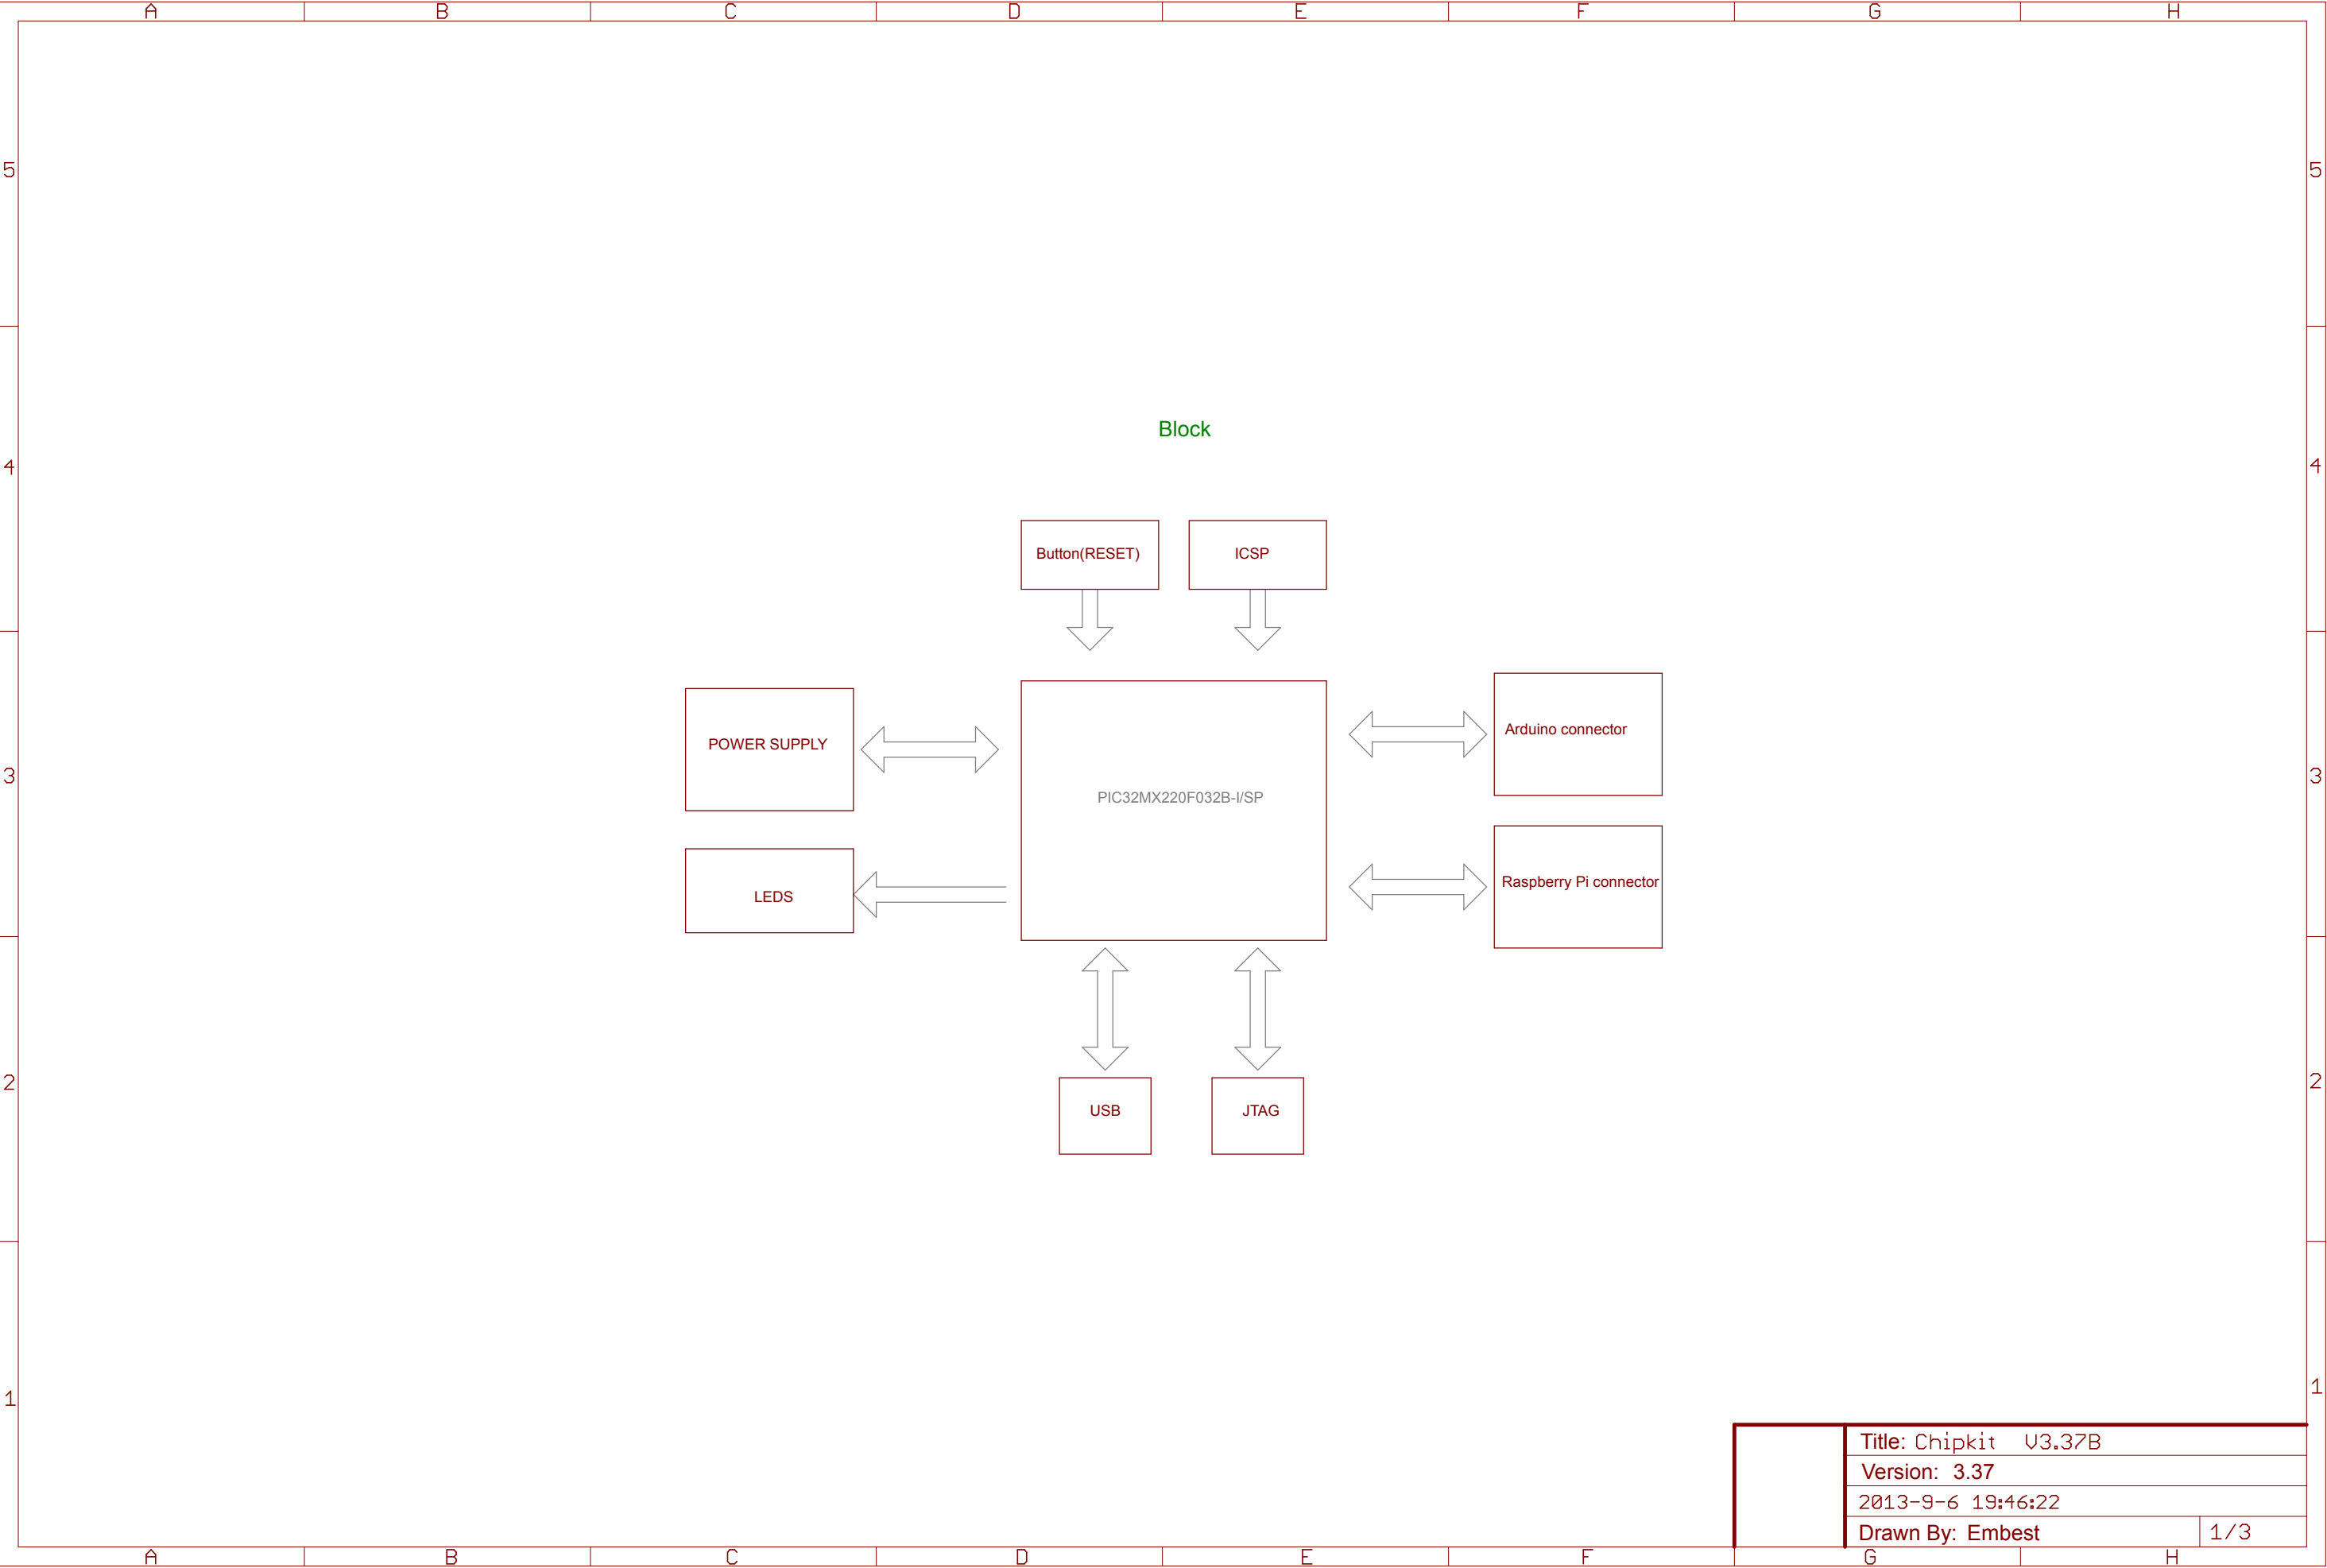 A B C D E F G H
5 5
Block
4 4
Button(RESET) ICSP
Arduino connector
POWER SUPPLY
3 3
PIC32MX220F032B-I/SP
Raspberry Pi connector
LEDS
2 2
USB JTAG
1 1
Title: Chipkit V3.37B
Version: 3.37
2013-9-6 19:46:22
Drawn By: Embest 1/3
A B C D E F G H